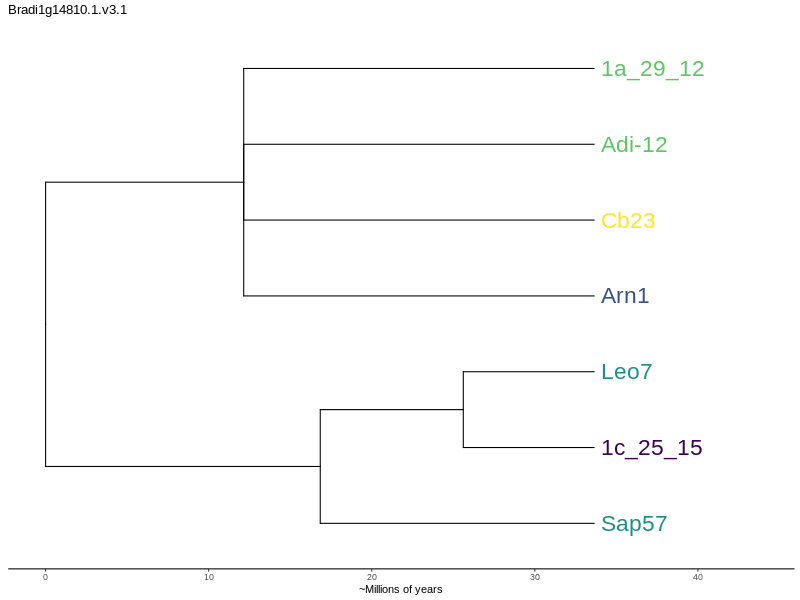 Bradi1g14810.1.v3.1
1a_29_12
Adi-12
Cb23
Arn1
Leo7
1c_25_15
Sap57
0 10 20 30 40
~Millions of years